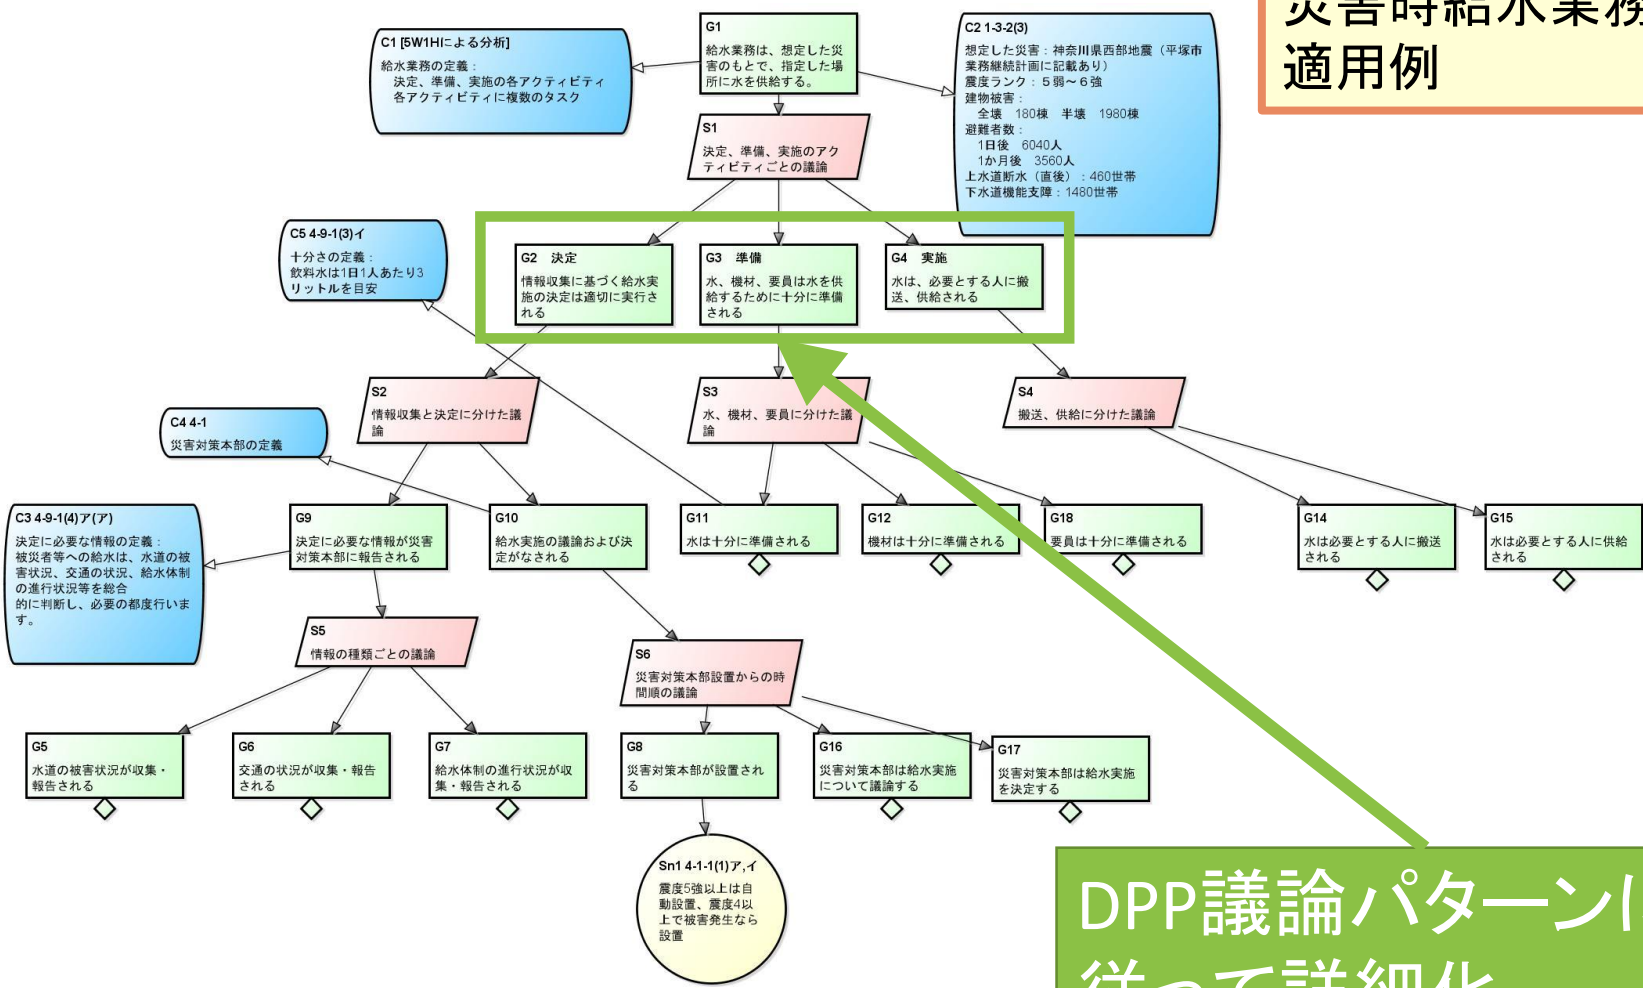 災害時給水業務
適用例
G1
給水業務は、想定した災
害のもとで、指定した場
所に水を供給する。
C1 [5W1Hによる分析]
給水業務の定義：
決定、準備、実施の各アクティビティ
各アクティビティに複数のタスク
C2 1-3-2(3)
想定した災害：神奈川県西部地震（平塚市
業務継続計画に記載あり）
震度ランク：５弱～６強
建物被害：
全壊　180棟　半壊　1980棟
避難者数：
1日後　6040人
1か月後　3560人
上水道断水（直後）：460世帯
下水道機能支障：1480世帯
S1
決定、準備、実施のアク
ティビティごとの議論
C5 4-9-1(3)イ
十分さの定義：
飲料水は1日1人あたり3
リットルを目安
G2　決定
情報収集に基づく給水実
施の決定は適切に実行さ
れる
G3　準備
水、機材、要員は水を供
給するために十分に準備
される
G4　実施
水は、必要とする人に搬
送、供給される
S2
情報収集と決定に分けた議
論
S3
水、機材、要員に分けた議
論
S4
搬送、供給に分けた議論
C4 4-1
災害対策本部の定義
C3 4-9-1(4)ア(ア)
決定に必要な情報の定義：
被災者等への給水は、水道の被
害状況、交通の状況、給水体制
の進行状況等を総合
的に判断し、必要の都度行いま
す。
G9
決定に必要な情報が災害
対策本部に報告される
G10
給水実施の議論および決
定がなされる
G11
水は十分に準備される
G12
機材は十分に準備される
G18
要員は十分に準備される
G14
水は必要とする人に搬送
される
G15
水は必要とする人に供給
される
S5
情報の種類ごとの議論
S6
災害対策本部設置からの時
間順の議論
G5
水道の被害状況が収集・
報告される
G6
交通の状況が収集・報告
される
G7
給水体制の進行状況が収
集・報告される
G8
災害対策本部が設置され
る
G16
災害対策本部は給水実施
について議論する
G17
災害対策本部は給水実施
を決定する
Sn1 4-1-1(1)ア,イ
震度5強以上は自
動設置、震度4以
上で被害発生なら
設置
DPP議論パターンに
従って詳細化